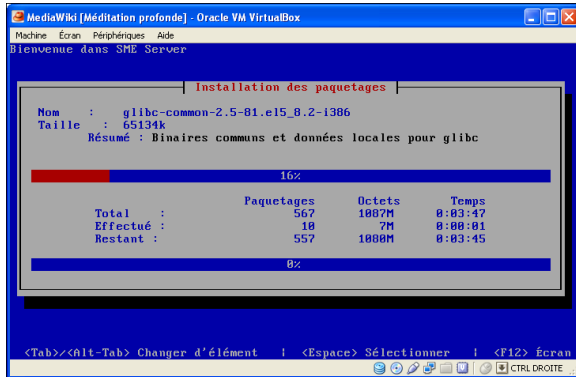 MediaWiki [Méditation profonde] - Oracle VM VirtualBox
Machine Écran Périphériques Aide
Bienvenue dans SME Server
Installation des paquetages
Nom : glibc-common-2.5-81.el5_8.2-i386
Taille : 65134k
Résumé : Binaires communs et données locales pour glibc
16%
Paquetages Octets Temps
Total : 567 1087M 0:03:47
Effectué : 10 7M 0:00:01
Restant : 557 1080M 0:03:45
0%
<Tab>/<Alt-Tab> Changer d'élément | <Espace> Sélectionner | <F12> Écran
CTRL DROITE